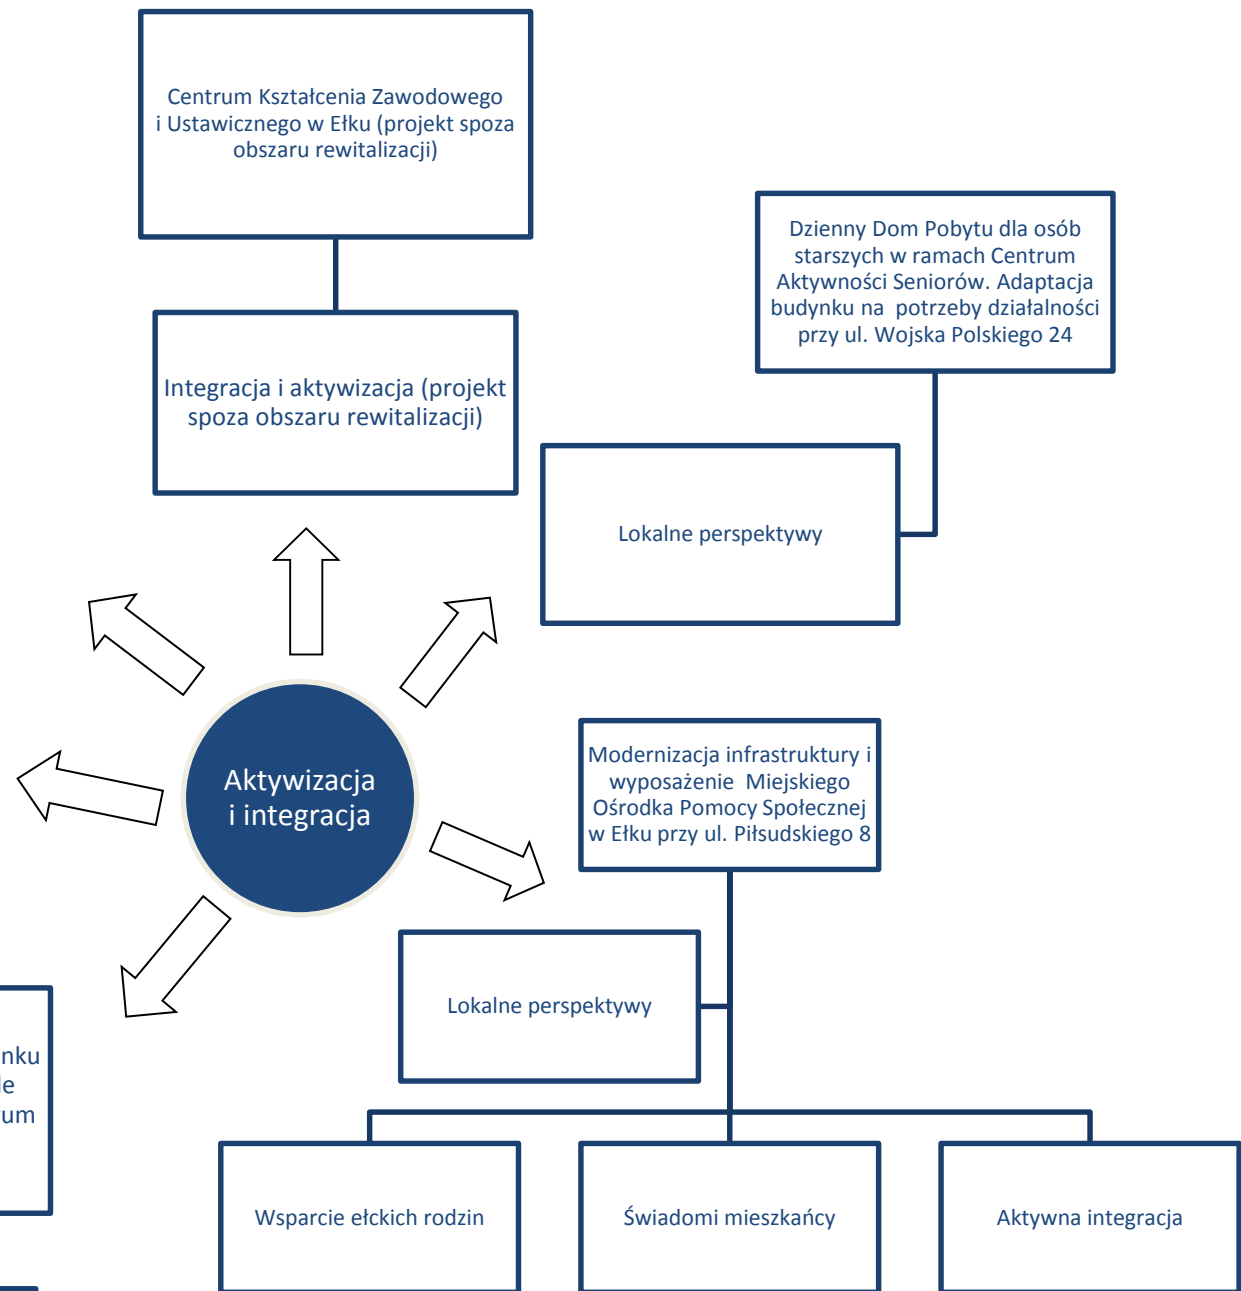 Centrum Kształcenia Zawodowego
i Ustawicznego w Ełku (projekt spoza
obszaru rewitalizacji)
Dzienny Dom Pobytu dla osób
starszych w ramach Centrum
Aktywności Seniorów. Adaptacja
budynku na potrzeby działalności
przy ul. Wojska Polskiego 24
Integracja i aktywizacja (projekt
spoza obszaru rewitalizacji)
Lokalne perspektywy
Aktywizacja
i integracja
Modernizacja infrastruktury i
wyposażenie Miejskiego
Ośrodka Pomocy Społecznej
w Ełku przy ul. Piłsudskiego 8
Lokalne perspektywy
Wsparcie ełckich rodzin
Świadomi mieszkańcy
Aktywna integracja